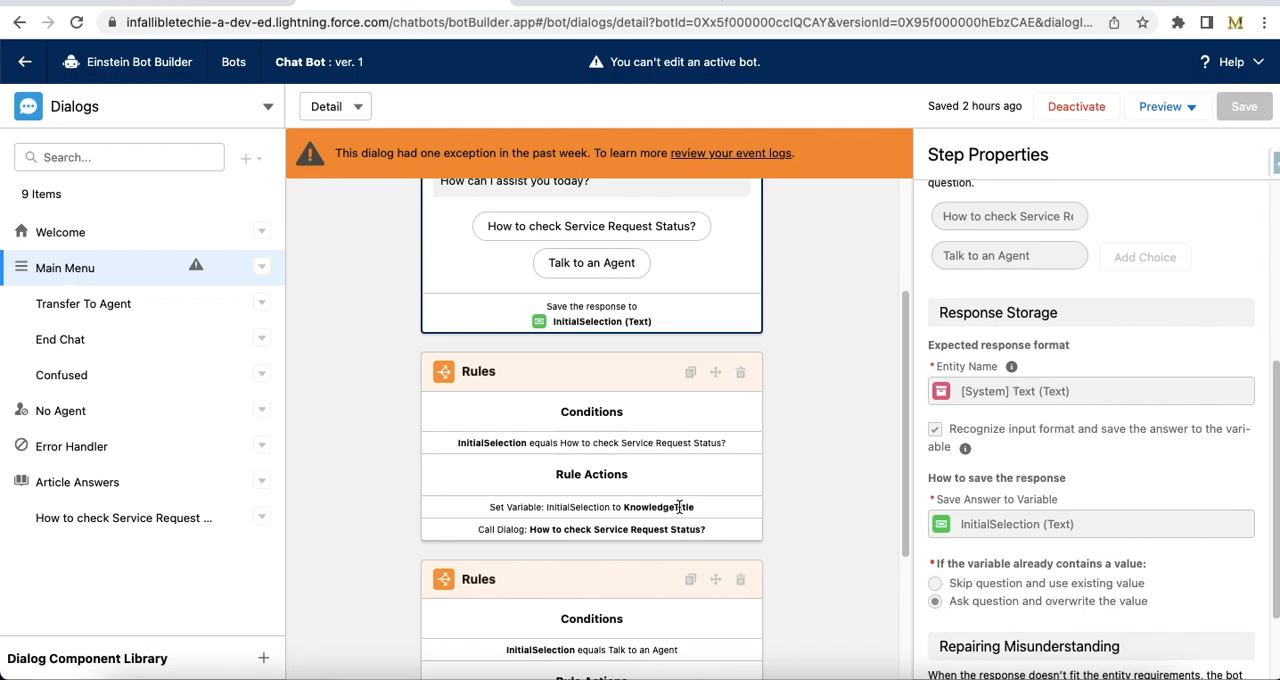 infallibletechie-a-dev-ed.lightning.force.com/chatbots/botBuilder.app#/bot/dialogs/detail?botId=0Xx5f000000ccIQCAY&versionId=0X95f000000hEbzCAE&dialogI...
Einstein Bot Builder
Bots
Chat Bot : ver. 1
You can't edit an active bot.
? Help
Dialogs
Detail
Saved 2 hours ago
Deactivate
Preview
Save
Search...
9 Items
Welcome
Main Menu
Transfer To Agent
End Chat
Confused
No Agent
Error Handler
Article Answers
How to check Service Request ...
Dialog Component Library
This dialog had one exception in the past week. To learn more review your event logs.
How can I assist you today?
How to check Service Request Status?
Talk to an Agent
Save the response to
InitialSelection (Text)
Rules
Conditions
InitialSelection equals How to check Service Request Status?
Rule Actions
Set Variable: InitialSelection to KnowledgeTitle
Call Dialog: How to check Service Request Status?
Rules
Conditions
InitialSelection equals Talk to an Agent
Rule Actions
Step Properties
question.
How to check Service Re
Talk to an Agent
Add Choice
Response Storage
Expected response format
* Entity Name
[System] Text (Text)
Recognize input format and save the answer to the vari-
able
How to save the response
* Save Answer to Variable
InitialSelection (Text)
* If the variable already contains a value:
Skip question and use existing value
Ask question and overwrite the value
Repairing Misunderstanding
When the response doesn't fit the entity requirements, the bot